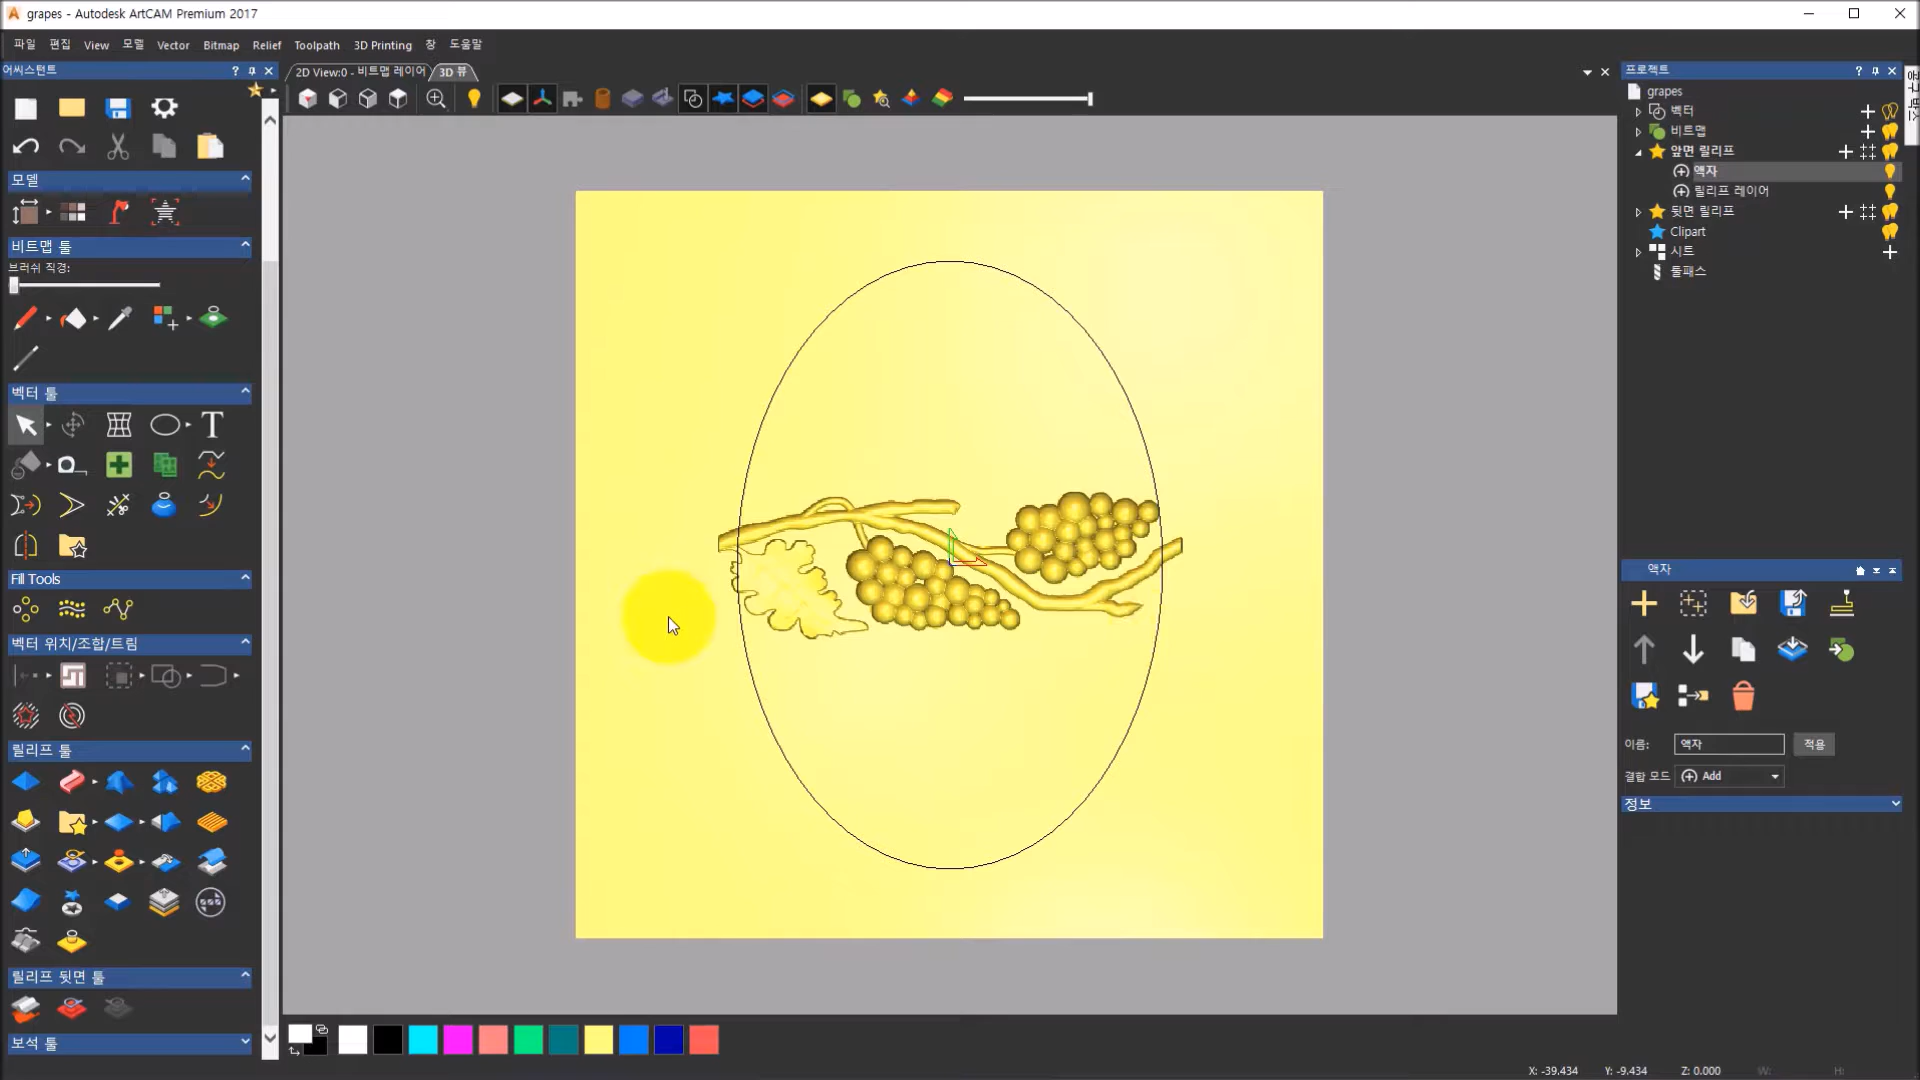 grapes - Autodesk ArtCAM Premium 2017
파일 편집 View 모델 Vector Bitmap Relief Toolpath 3D Printing 창 도움말
어씨스턴트
2D View:0 - 비트맵 레이어 3D 뷰
프로젝트
grapes
벡터
비트맵
앞면 릴리프
액자
릴리프 레이어
뒷면 릴리프
Clipart
시트
툴패스
모델
비트맵 툴
브러쉬 직경:
벡터 툴
Fill Tools
벡터 위치/조합/트림
릴리프 툴
릴리프 뒷면 툴
보석 툴
액자
이름: 액자 적용
결합 모드 Add
정보
X: -39.434 Y: -9.434 Z: 0.000 W: H: